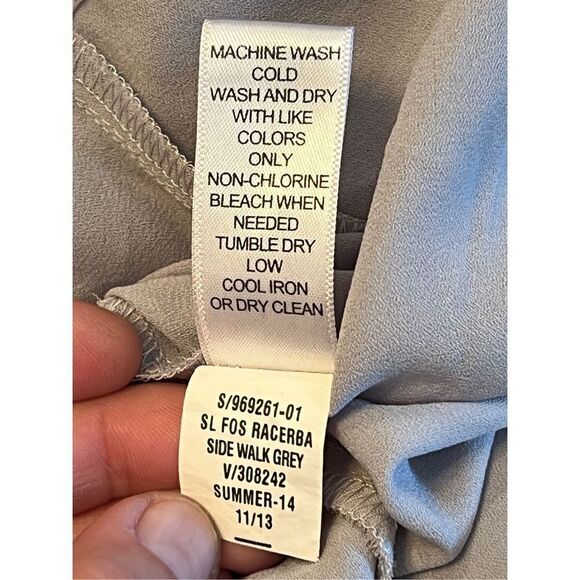 MACHINE WASH
COLD
WASH AND DRY
WITH LIKE
COLORS
ONLY
NON-CHLORINE
BLEACH WHEN
NEEDED
TUMBLE DRY
LOW
COOL IRON
OR DRY CLEAN
S/969261-01
SL FOS RACERBA
SIDE WALK GREY
V/308242
SUMMER-14
11/13